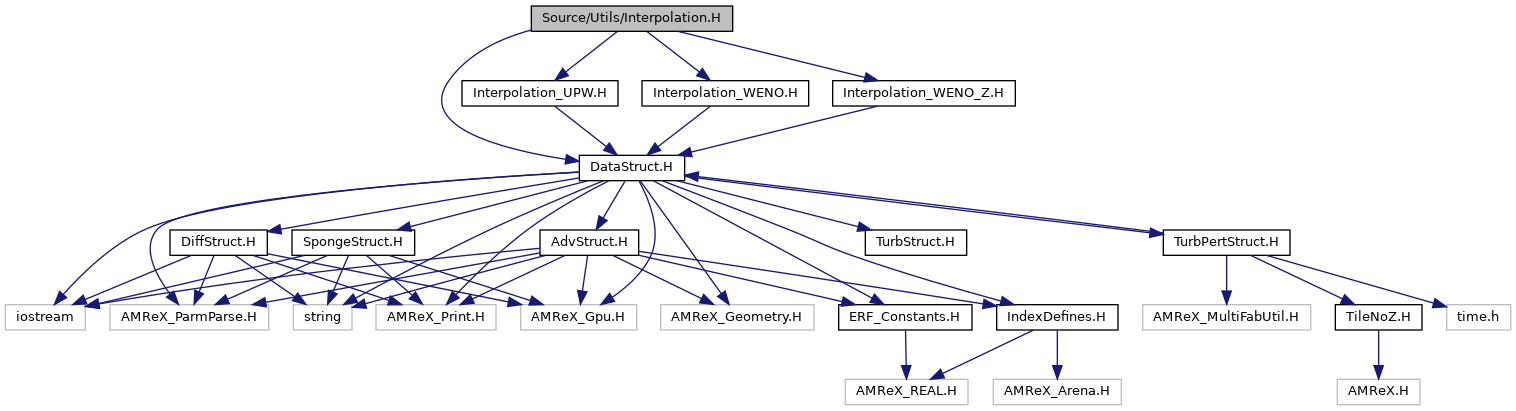 Source/Utils/Interpolation.H
Interpolation_UPW.H
Interpolation_WENO.H
Interpolation_WENO_Z.H
DataStruct.H
DiffStruct.H
SpongeStruct.H
AdvStruct.H
TurbStruct.H
TurbPertStruct.H
iostream
AMReX_ParmParse.H
string
AMReX_Print.H
AMReX_Gpu.H
AMReX_Geometry.H
ERF_Constants.H
IndexDefines.H
AMReX_MultiFabUtil.H
TileNoZ.H
time.h
AMReX_REAL.H
AMReX_Arena.H
AMReX.H